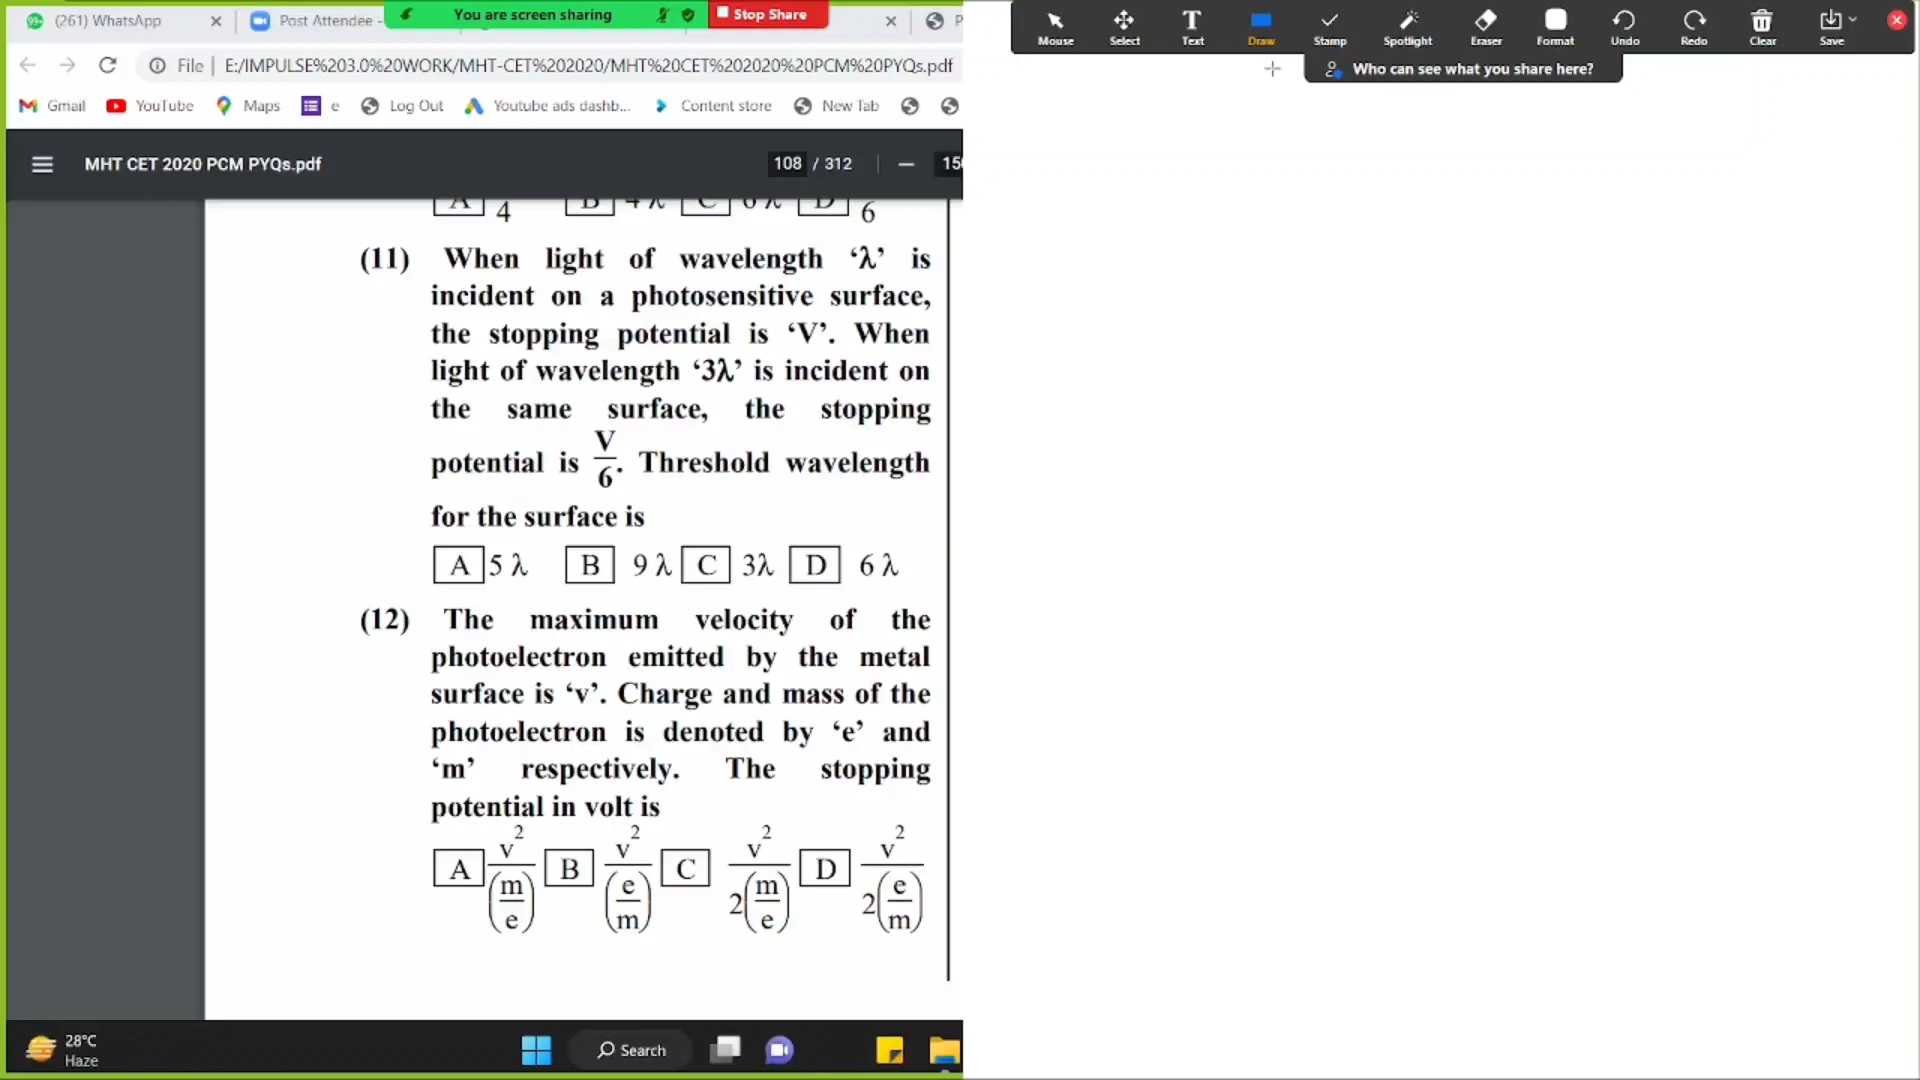 (261) WhatsApp
Post Attendee -
You are screen sharing
Stop Share
Mouse
Select
Text
Draw
Stamp
Spotlight
Eraser
Format
Undo
Redo
Clear
Save
Who can see what you share here?
File
E:/IMPULSE%203.0%20WORK/MHT-CET%202020/MHT%20CET%202020%20PCM%20PYQs.pdf
Gmail
YouTube
Maps
e
Log Out
Youtube ads dashb...
Content store
New Tab
MHT CET 2020 PCM PYQs.pdf
108 / 312
A 4 B 4 λ C 6 λ D 6
(11) When light of wavelength ‘λ’ is
incident on a photosensitive surface,
the stopping potential is ‘V’. When
light of wavelength ‘3λ’ is incident on
the same surface, the stopping
potential is V/6. Threshold wavelength
for the surface is
A 5 λ B 9 λ C 3λ D 6 λ
(12) The maximum velocity of the
photoelectron emitted by the metal
surface is ‘v’. Charge and mass of the
photoelectron is denoted by ‘e’ and
‘m’ respectively. The stopping
potential in volt is
A v²/(m/e) B v²/(e/m) C v²/2(m/e) D v²/2(e/m)
28°C
Haze
Search